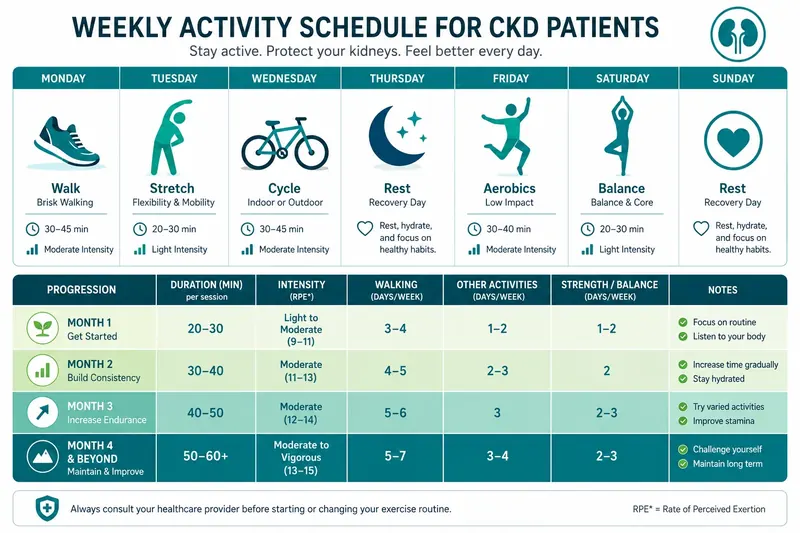 WEEKLY ACTIVITY SCHEDULE FOR CKD PATIENTS
Stay active. Protect your kidneys. Feel better every day.
MONDAY
Walk
Brisk Walking
30–45 min
Moderate Intensity
TUESDAY
Stretch
Flexibility & Mobility
20–30 min
Light Intensity
WEDNESDAY
Cycle
Indoor or Outdoor
30–45 min
Moderate Intensity
THURSDAY
Rest
Recovery Day
Rest, hydrate,
and focus on
healthy habits.
FRIDAY
Aerobics
Low Impact
30–40 min
Moderate Intensity
SATURDAY
Balance
Balance & Core
20–30 min
Light Intensity
SUNDAY
Rest
Recovery Day
Rest, hydrate,
and focus on
healthy habits.
PROGRESSION
DURATION (MIN)
per session
INTENSITY
(RPE*)
WALKING
(DAYS/WEEK)
OTHER ACTIVITIES
(DAYS/WEEK)
STRENGTH / BALANCE
(DAYS/WEEK)
NOTES
MONTH 1
Get Started
20–30
Light to
Moderate
(9–11)
3–4
1–2
1–2
Focus on routine
Listen to your body
MONTH 2
Build Consistency
30–40
Moderate
(11–13)
4–5
2–3
2
Increase time gradually
Stay hydrated
MONTH 3
Increase Endurance
40–50
Moderate
(12–14)
5–6
3
2–3
Try varied activities
Improve stamina
MONTH 4
& BEYOND
Maintain & Improve
50–60+
Moderate to
Vigorous
(13–15)
5–7
3–4
2–3
Challenge yourself
Maintain long term
Always consult your healthcare provider before starting or changing your exercise routine.
RPE* = Rate of Perceived Exertion